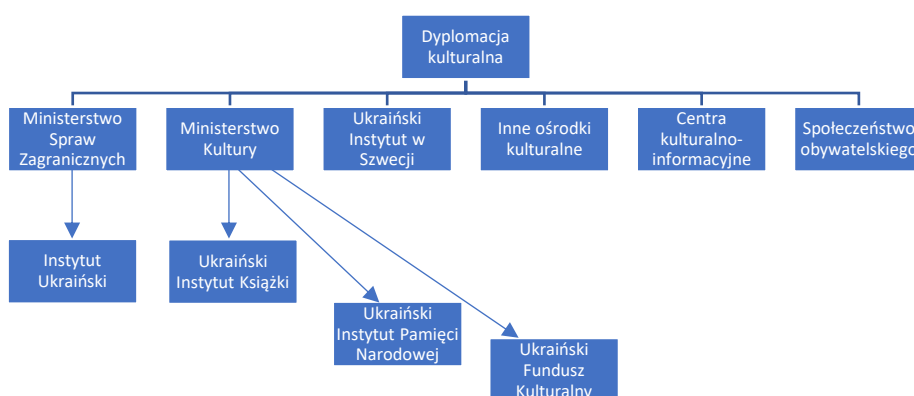 Dyplomacja
kulturalna
Ministerstwo
Spraw
Zagranicznych
Ministerstwo
Kultury
Ukraiński
Instytut w
Szwecji
Inne ośrodki
kulturalne
Centra
kulturalno-
informacyjne
Społeczeństwo
obywatelskiego
Instytut
Ukraiński
Ukraiński
Instytut Książki
Ukraiński
Instytut Pamięci
Narodowej
Ukraiński
Fundusz
Kulturalny